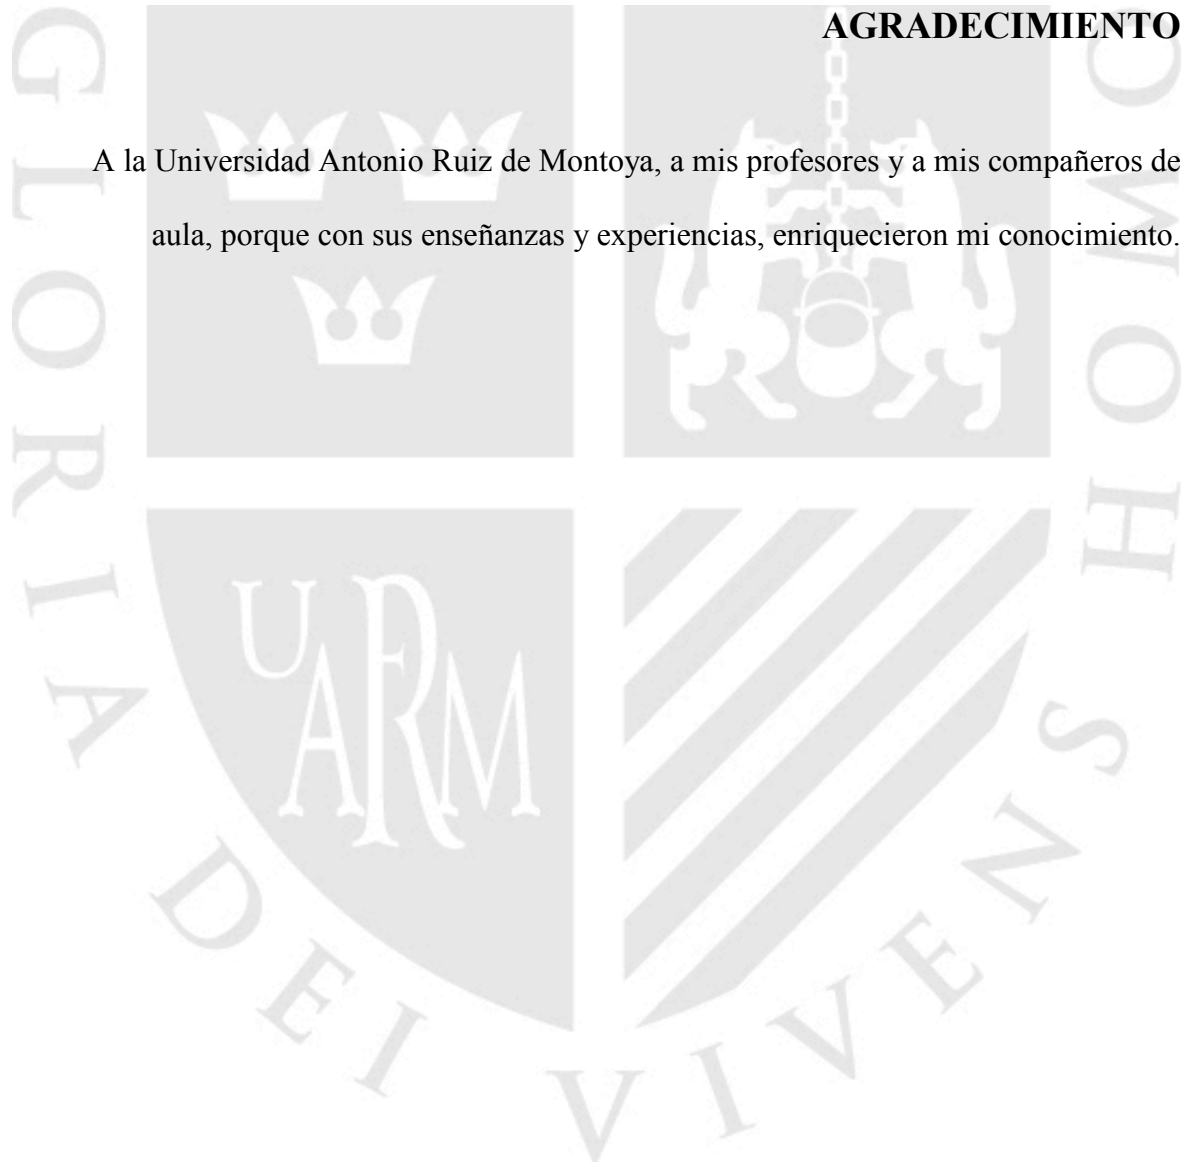 AGRADECIMIENTO
A la Universidad Antonio Ruiz de Montoya, a mis profesores y a mis compañeros de
aula, porque con sus enseñanzas y experiencias, enriquecieron mi conocimiento.
GLORIA DEI VIVENS HOMO
UARM